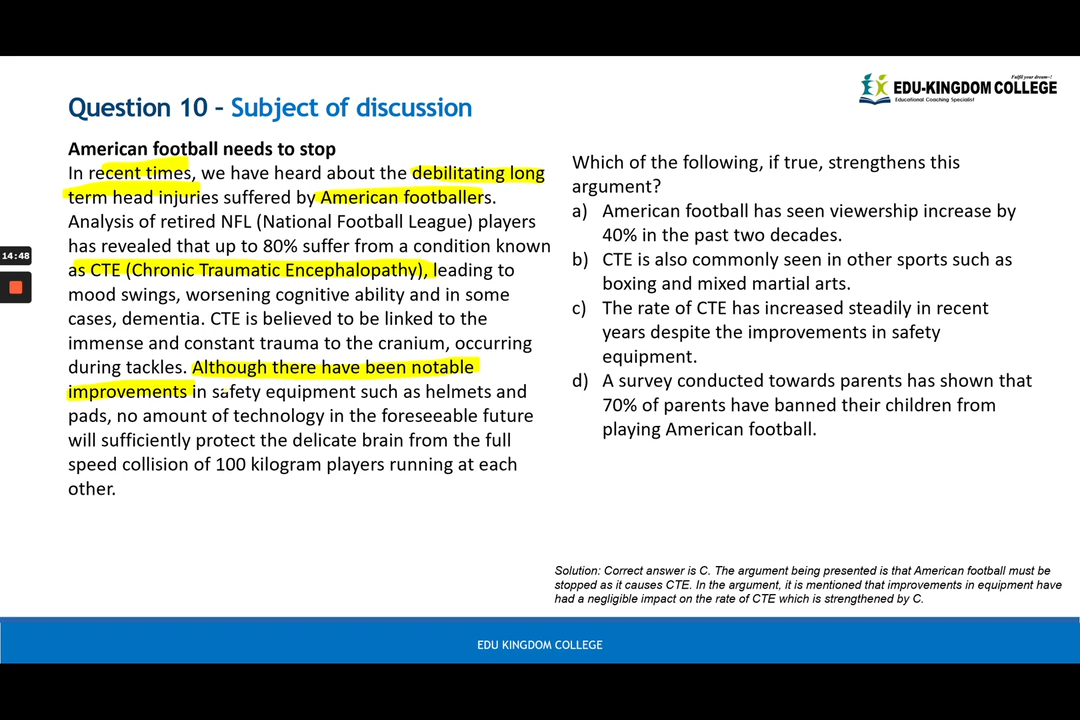 Fulfil your dream~!
EDU-KINGDOM COLLEGE
Educational Coaching Specialist
Question 10 – Subject of discussion
American football needs to stop
In recent times, we have heard about the debilitating long
term head injuries suffered by American footballers.
Analysis of retired NFL (National Football League) players
has revealed that up to 80% suffer from a condition known
as CTE (Chronic Traumatic Encephalopathy), leading to
mood swings, worsening cognitive ability and in some
cases, dementia. CTE is believed to be linked to the
immense and constant trauma to the cranium, occurring
during tackles. Although there have been notable
improvements in safety equipment such as helmets and
pads, no amount of technology in the foreseeable future
will sufficiently protect the delicate brain from the full
speed collision of 100 kilogram players running at each
other.
14:48
Which of the following, if true, strengthens this
argument?
a) American football has seen viewership increase by
40% in the past two decades.
b) CTE is also commonly seen in other sports such as
boxing and mixed martial arts.
c) The rate of CTE has increased steadily in recent
years despite the improvements in safety
equipment.
d) A survey conducted towards parents has shown that
70% of parents have banned their children from
playing American football.
Solution: Correct answer is C. The argument being presented is that American football must be
stopped as it causes CTE. In the argument, it is mentioned that improvements in equipment have
had a negligible impact on the rate of CTE which is strengthened by C.
EDU KINGDOM COLLEGE